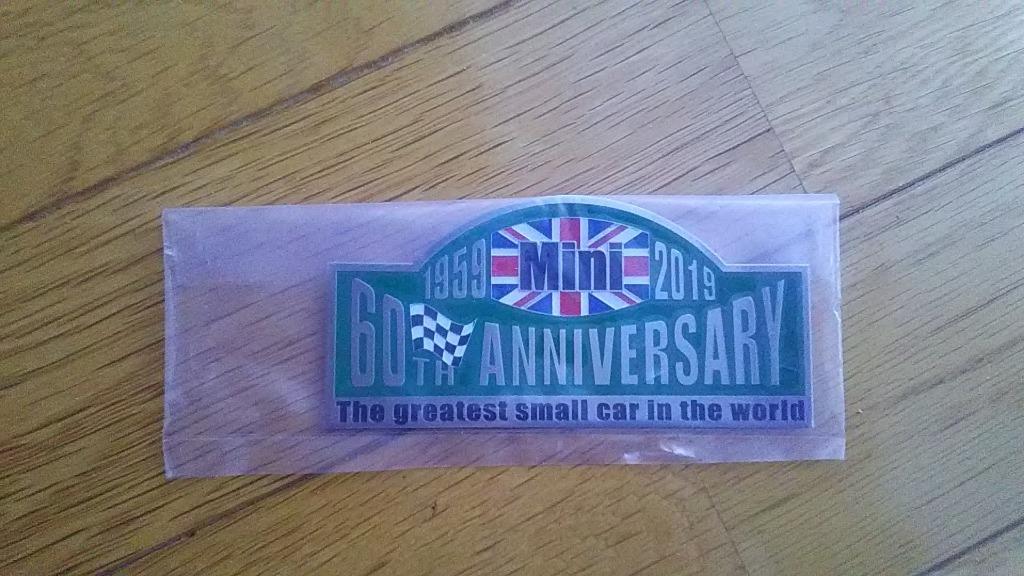 1959 Mini 2019
60TH ANNIVERSARY
The greatest small car in the world